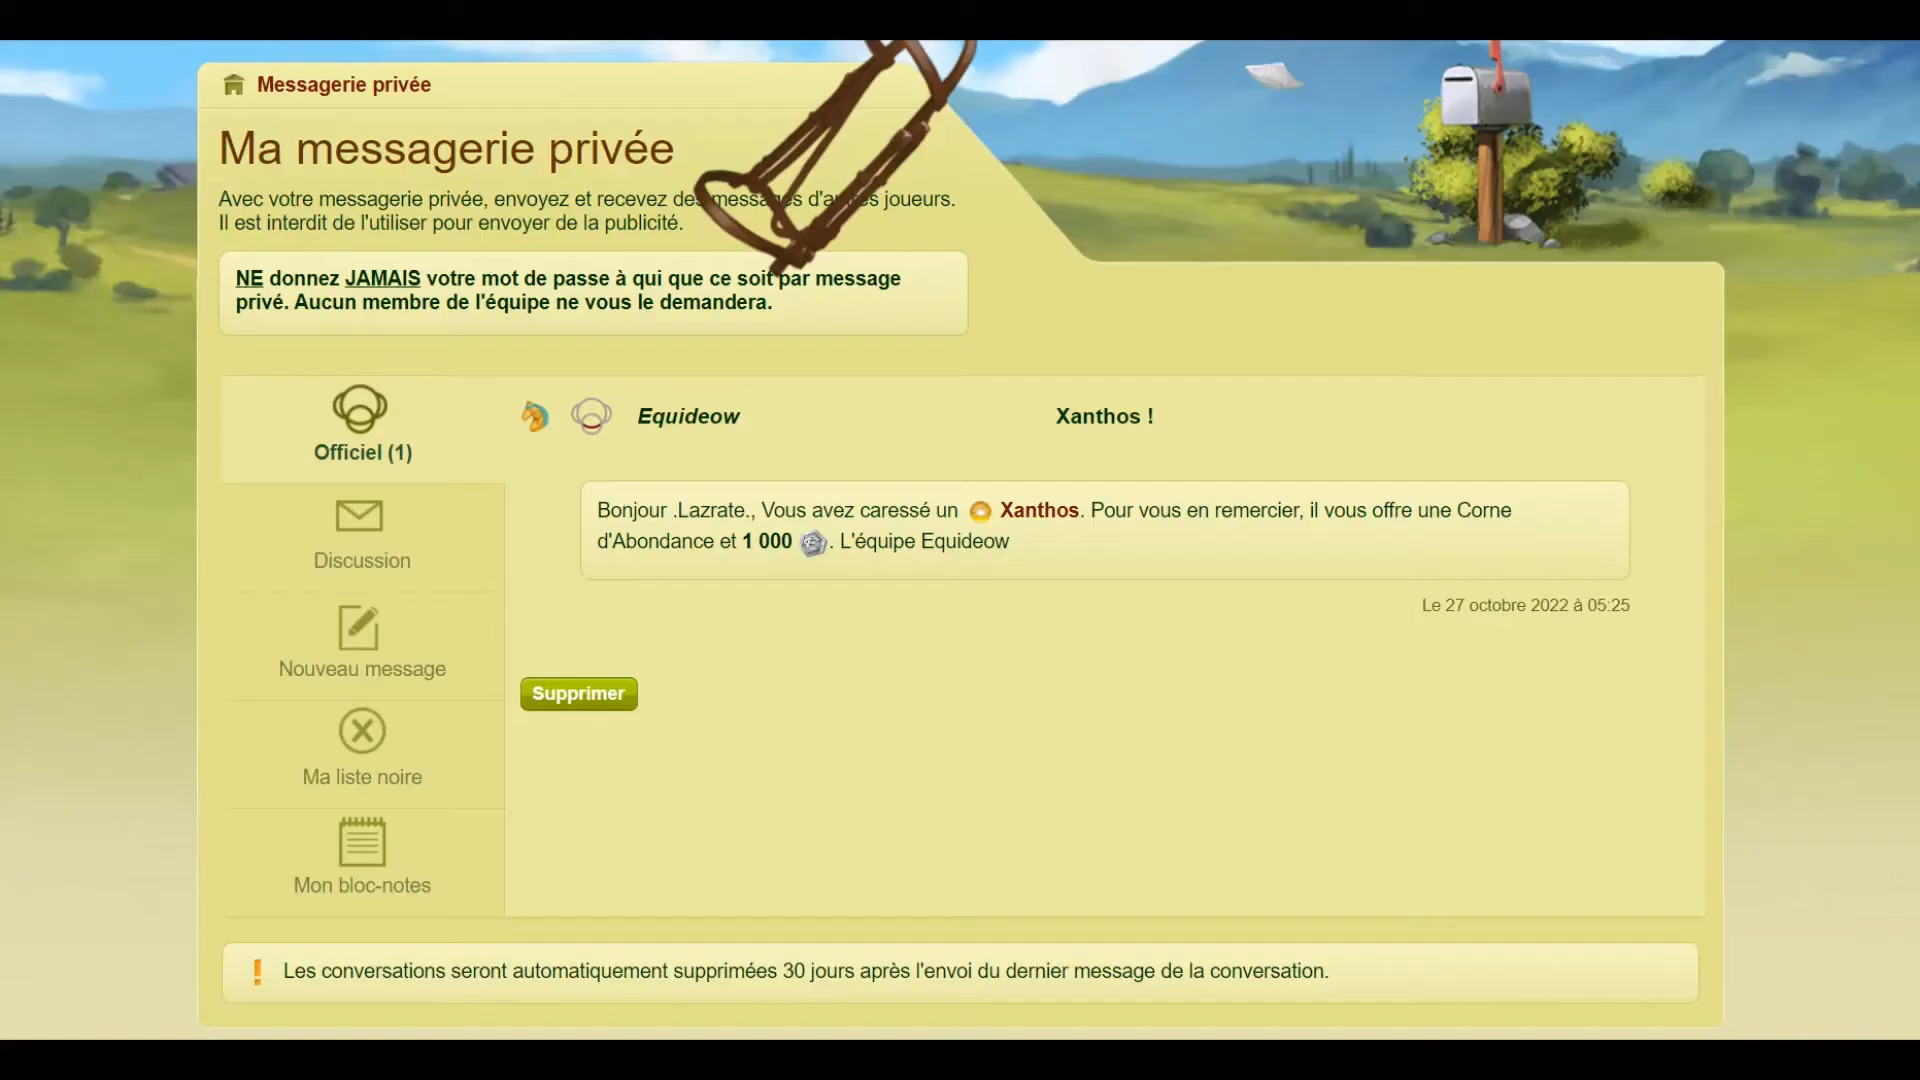 Messagerie privée
Ma messagerie privée
Avec votre messagerie privée, envoyez et recevez des messages d'autres joueurs.
Il est interdit de l'utiliser pour envoyer de la publicité.
NE donnez JAMAIS votre mot de passe à qui que ce soit par message
privé. Aucun membre de l'équipe ne vous le demandera.
Officiel (1)
Equideow
Xanthos !
Bonjour .Lazrate., Vous avez caressé un Xanthos. Pour vous en remercier, il vous offre une Corne
d'Abondance et 1 000 . L'équipe Equideow
Le 27 octobre 2022 à 05:25
Discussion
Nouveau message
Supprimer
Ma liste noire
Mon bloc-notes
Les conversations seront automatiquement supprimées 30 jours après l'envoi du dernier message de la conversation.